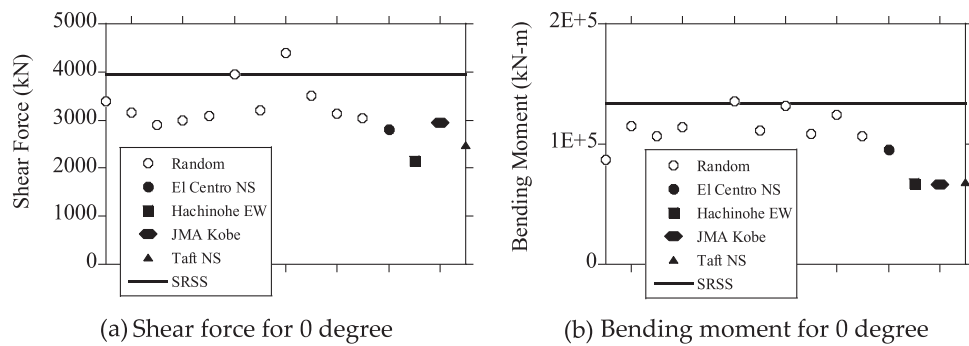 5000
4000
3000
2000
1000
0
Shear Force (kN)
Random
El Centro NS
Hachinohe EW
JMA Kobe
Taft NS
SRSS
(a) Shear force for 0 degree
2E+5
1E+5
0
Bending Moment (kN-m)
Random
El Centro NS
Hachinohe EW
JMA Kobe
Taft NS
SRSS
(b) Bending moment for 0 degree